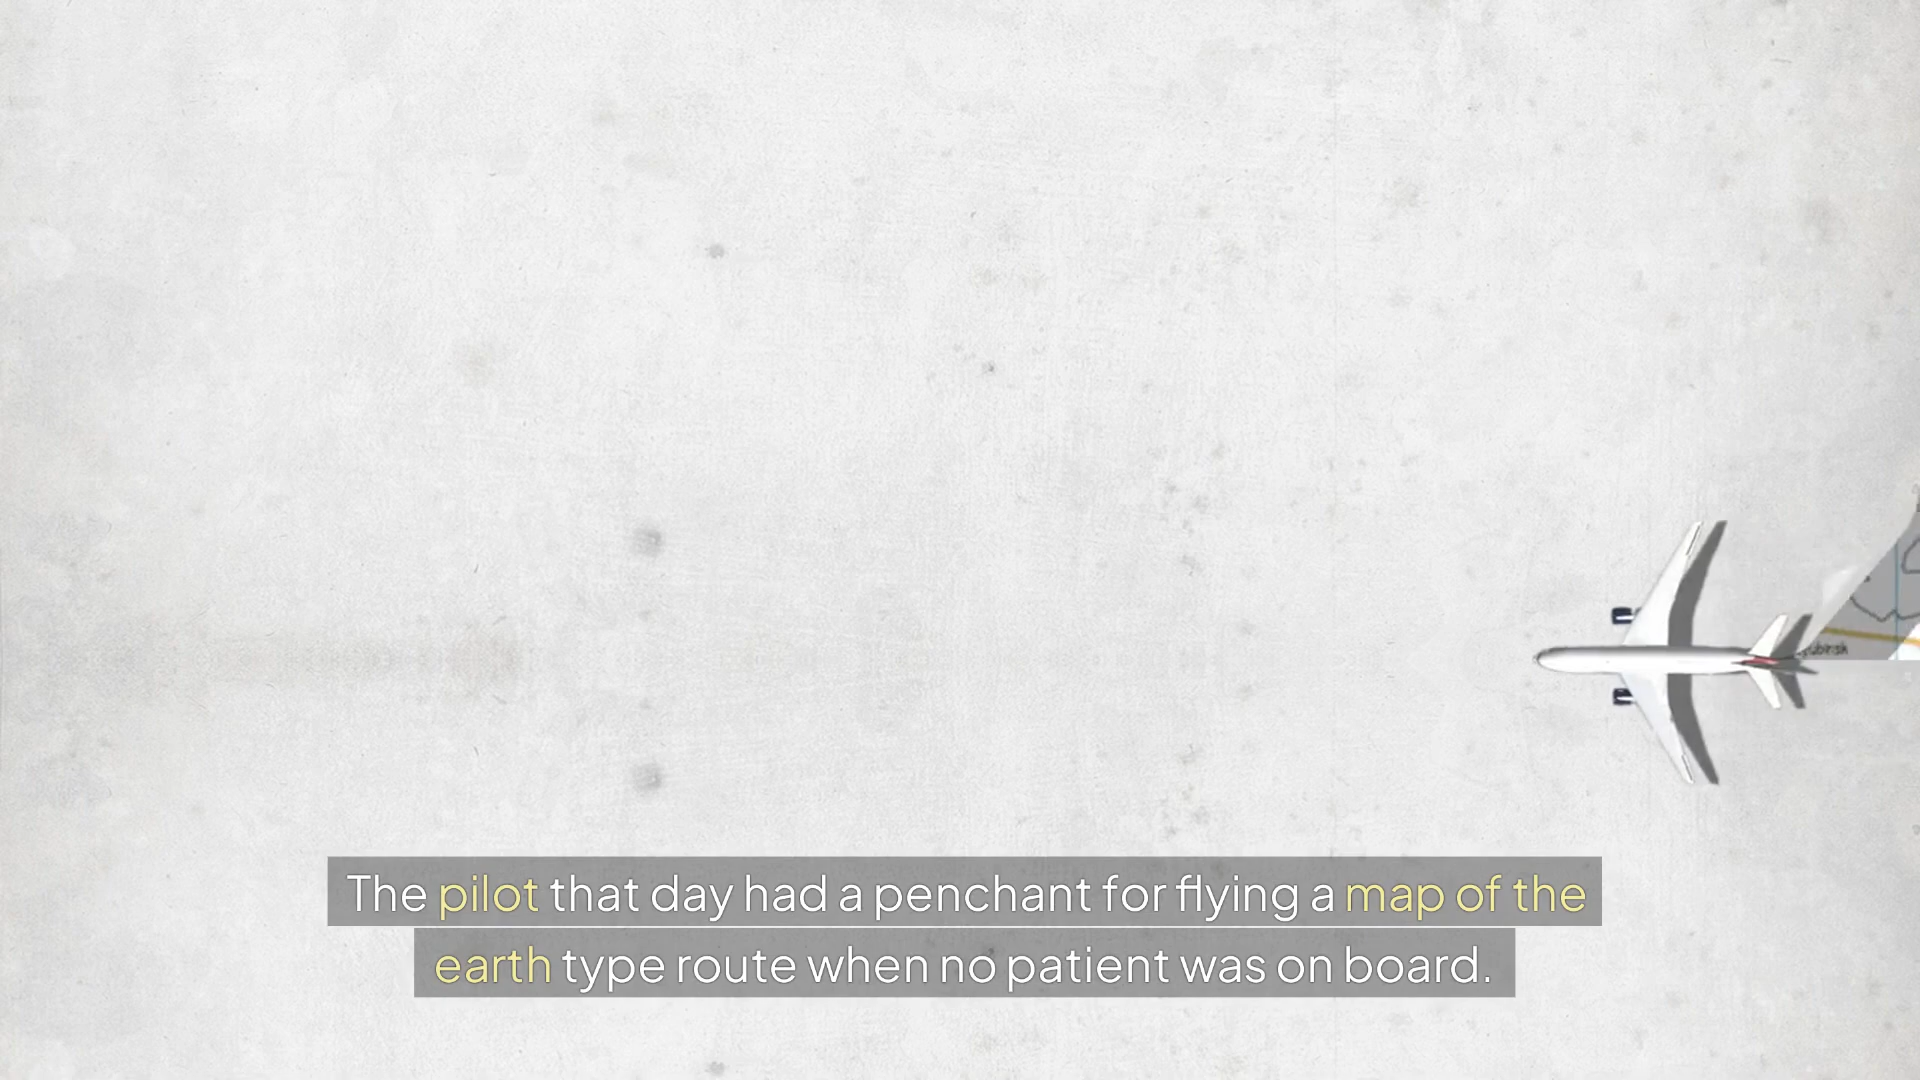 The pilot that day had a penchant for flying a map of the
earth type route when no patient was on board.